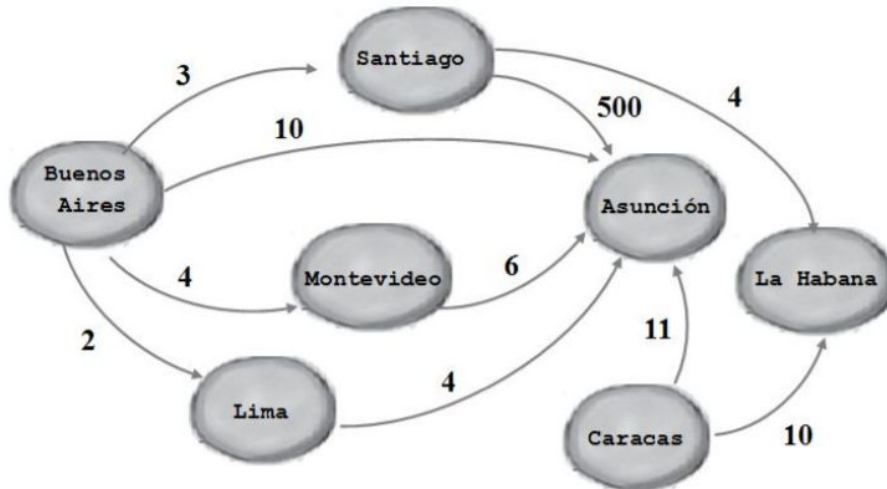 Santiago
3
4
500
10
Buenos
Aires
Asunción
Montevideo
6
4
La Habana
2
11
4
Lima
Caracas
10